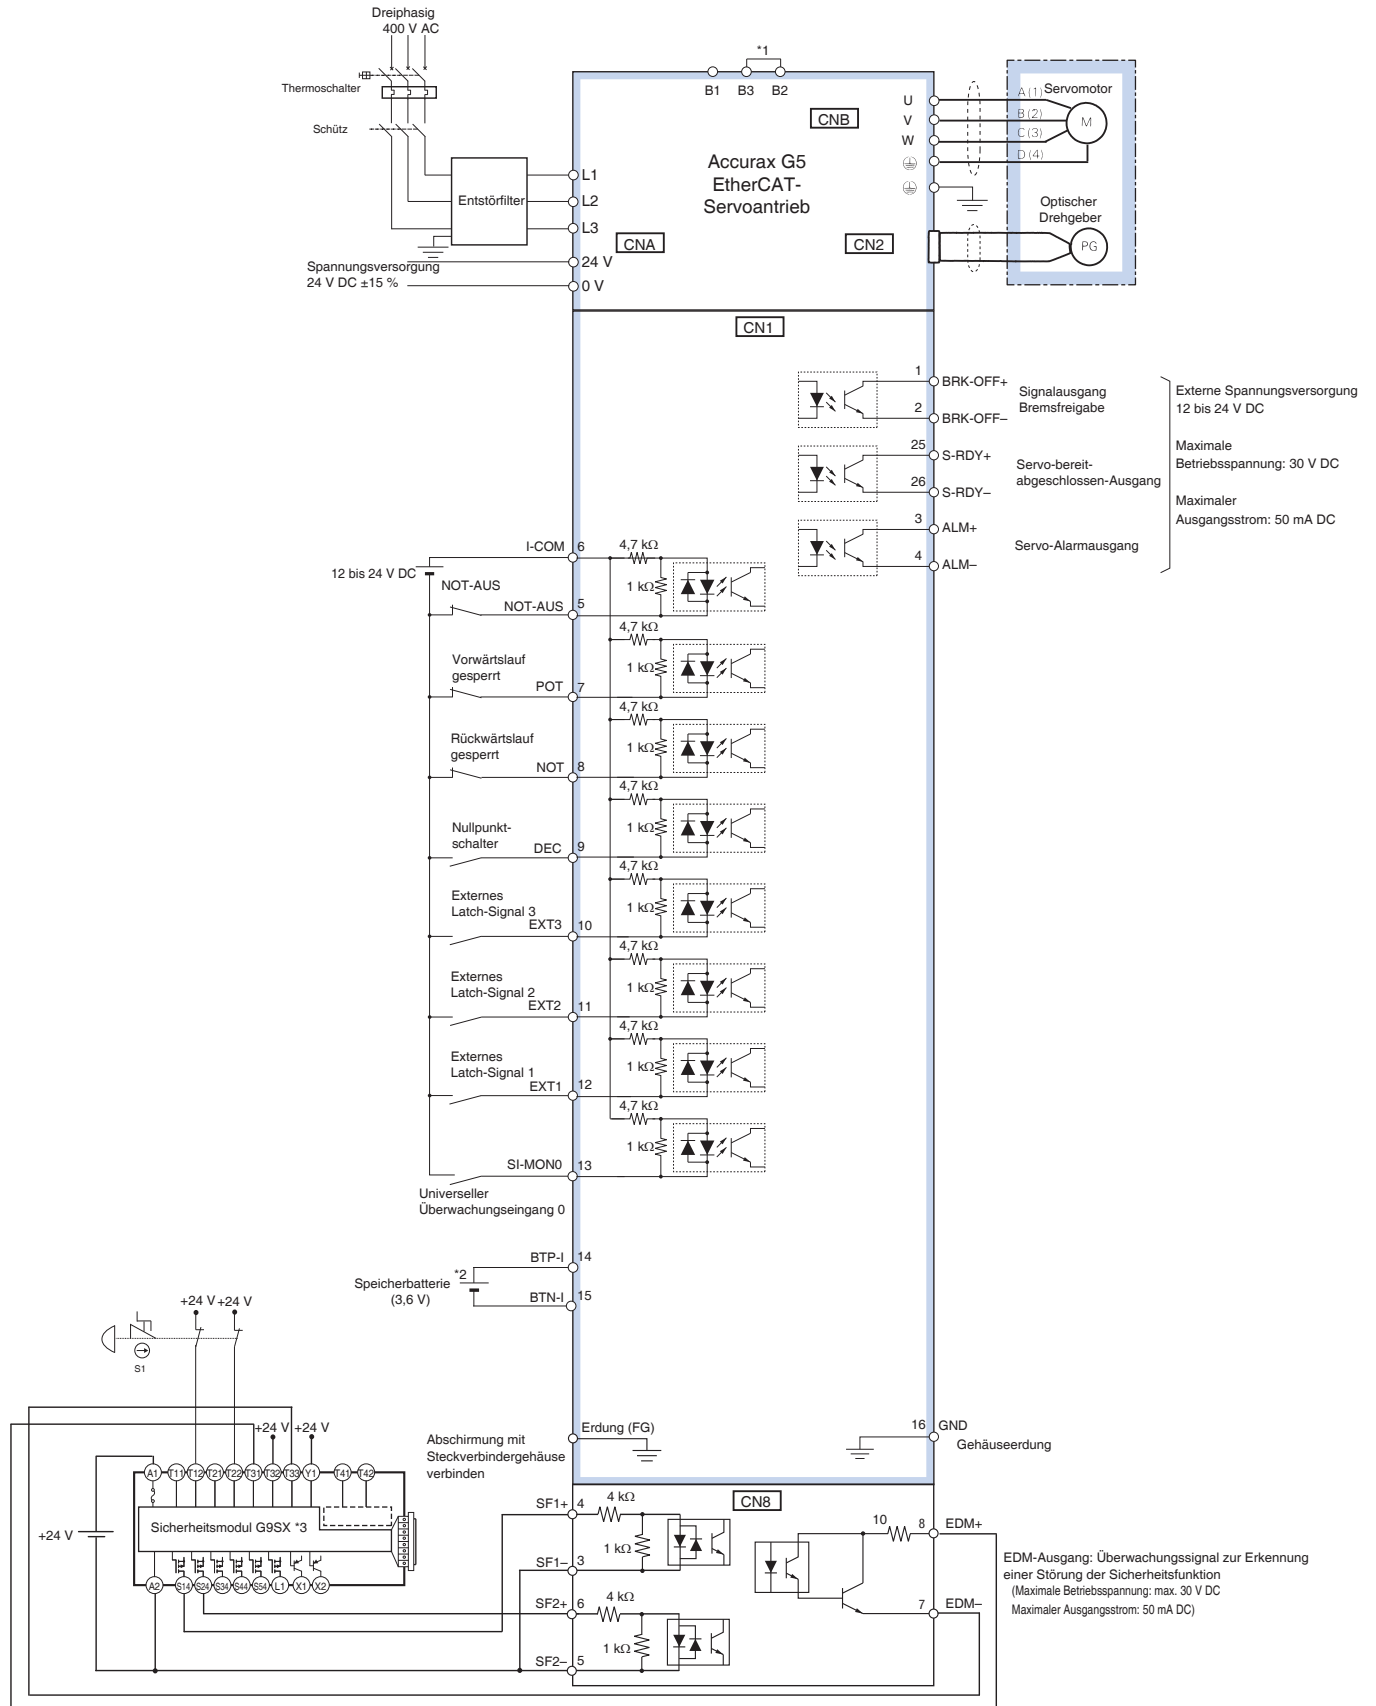 Dreiphasig
400 V AC
Thermoschalter
Schütz
Entstörfilter
L1
L2
L3
Spannungsversorgung
24 V DC ±15 %
24 V
0 V
*1
B1 B3 B2
CNB
Accurax G5
EtherCAT-
Servoantrieb
CNA
CN2
U
V
W
A (1)
B (2)
C (3)
D (4)
Servomotor
M
Optischer
Drehgeber
PG
CN1
1
BRK-OFF+
2
BRK-OFF–
Signalausgang
Bremsfreigabe
25
S-RDY+
26
S-RDY–
Servo-bereit-
abgeschlossen-Ausgang
3
ALM+
4
ALM–
Servo-Alarmausgang
Externe Spannungsversorgung
12 bis 24 V DC
Maximale
Betriebsspannung: 30 V DC
Maximaler
Ausgangsstrom: 50 mA DC
I-COM 6
12 bis 24 V DC
4,7 kΩ
1 kΩ
NOT-AUS
NOT-AUS 5
4,7 kΩ
1 kΩ
Vorwärtslauf
gesperrt
POT 7
4,7 kΩ
1 kΩ
Rückwärtslauf
gesperrt
NOT 8
4,7 kΩ
1 kΩ
Nullpunkt-
schalter
DEC 9
4,7 kΩ
1 kΩ
Externes
Latch-Signal 3
EXT3 10
4,7 kΩ
1 kΩ
Externes
Latch-Signal 2
EXT2 11
4,7 kΩ
1 kΩ
Externes
Latch-Signal 1
EXT1 12
4,7 kΩ
1 kΩ
SI-MON0 13
Universeller
Überwachungseingang 0
BTP-I 14
*2
Speicherbatterie
(3,6 V)
BTN-I 15
+24 V +24 V
S1
+24 V +24 V
Abschirmung mit
Steckverbindergehäuse
verbinden
Erdung (FG)
16 GND
Gehäuseerdung
A1 T11 T12 T21 T22 T31 T32 T33 Y1 T41 T42
+24 V
Sicherheitsmodul G9SX *3
A2 S14 S24 S34 S44 S54 L1 X1 X2
CN8
SF1+ 4
4 kΩ
1 kΩ
SF1– 3
SF2+ 6
4 kΩ
1 kΩ
SF2– 5
10
8 EDM+
7 EDM–
EDM-Ausgang: Überwachungssignal zur Erkennung
einer Störung der Sicherheitsfunktion
(Maximale Betriebsspannung: max. 30 V DC
Maximaler Ausgangsstrom: 50 mA DC)